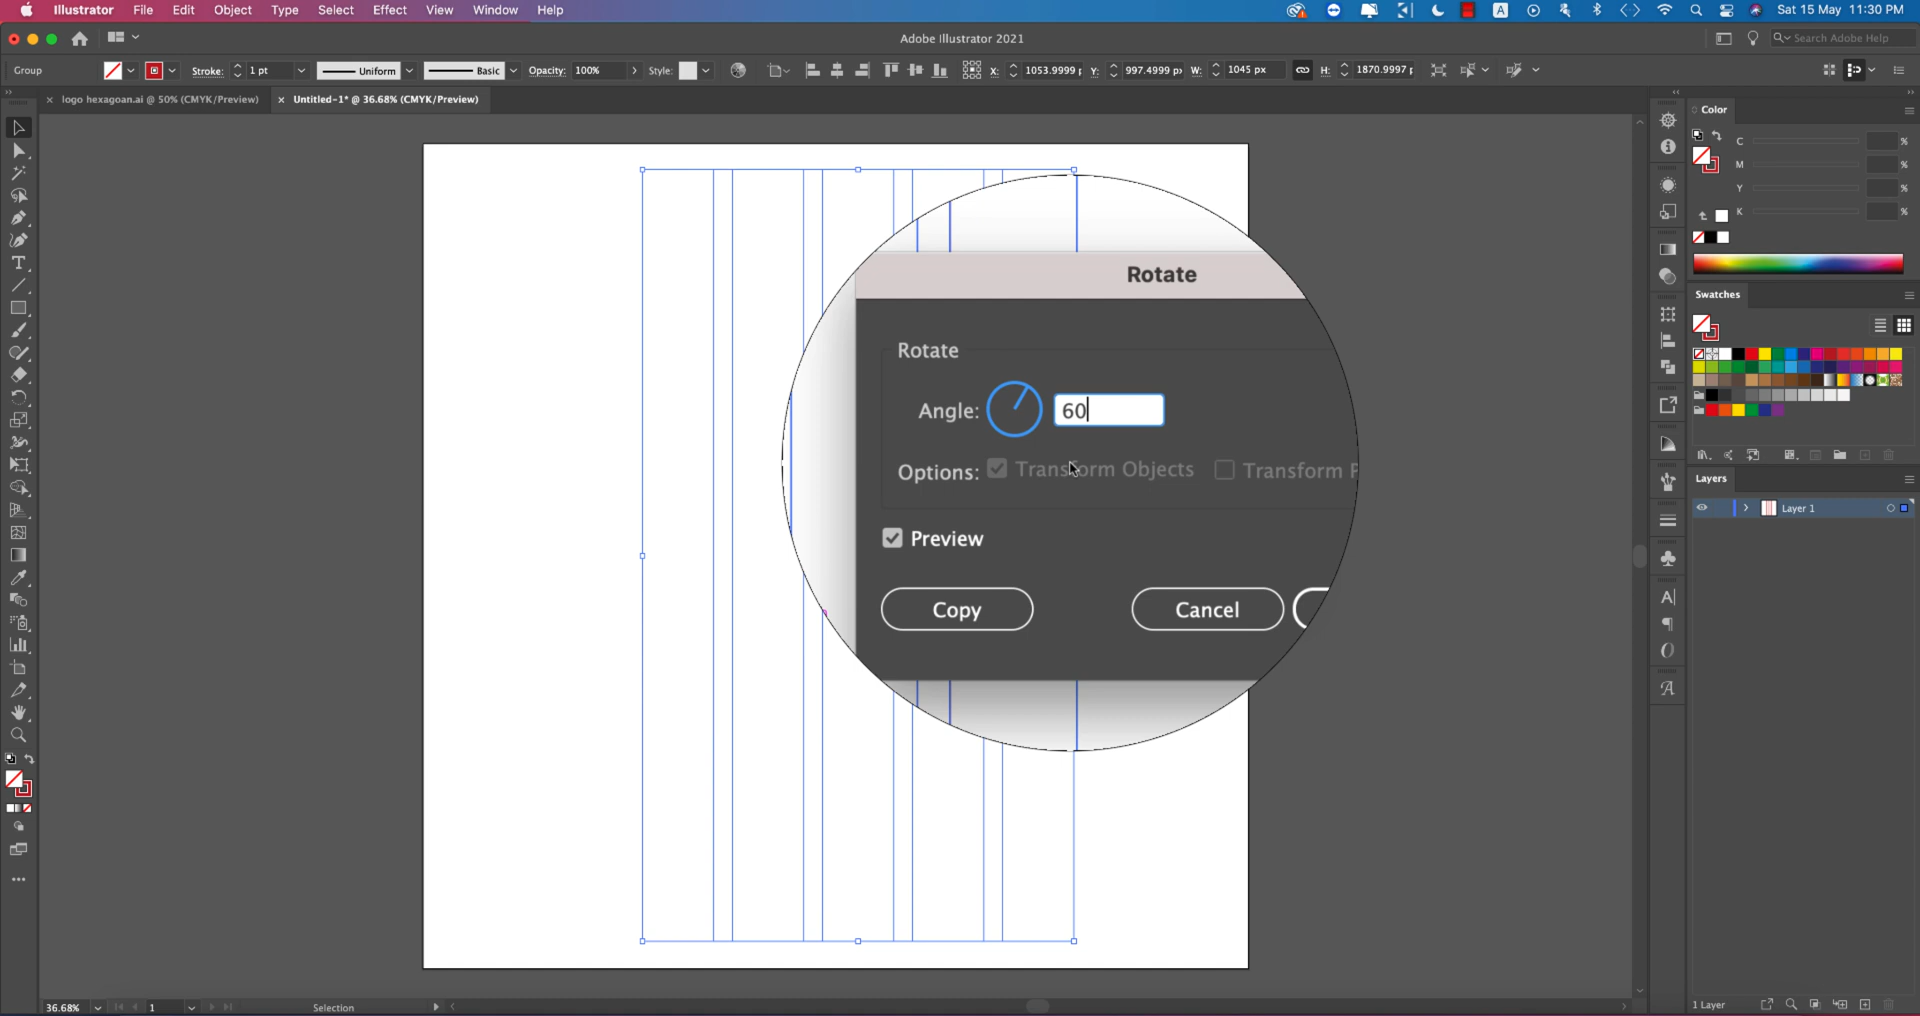 Illustrator File Edit Object Type Select Effect View Window Help
A
Sat 15 May 11:30 PM
Adobe Illustrator 2021
Search Adobe Help
Group
Stroke: 1 pt
Uniform
Basic
Opacity: 100%
Style:
X: 1053.9999 p
Y: 997.4999 px
W: 1045 px
H: 1870.9997 p
logo hexagoan.ai @ 50% (CMYK/Preview)
Untitled-1* @ 36.68% (CMYK/Preview)
Color
C %
M %
Y %
K %
Swatches
Layers
Layer 1
Rotate
Rotate
Angle: 60
Options: Transform Objects Transform P
Preview
Copy Cancel
36.68%
1
Selection
1 Layer